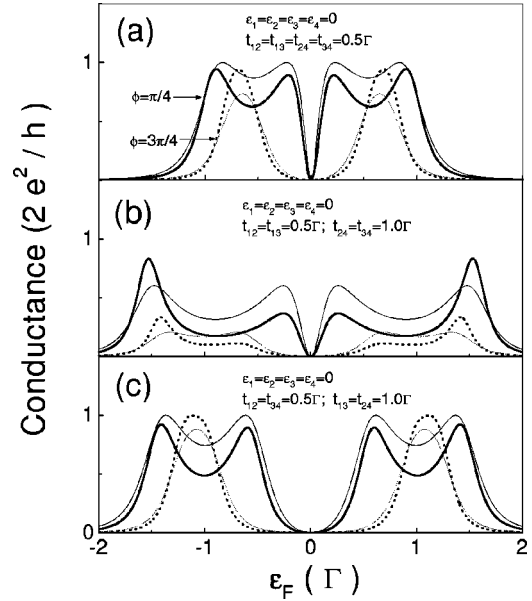 (a)
ε₁=ε₂=ε₃=ε₄=0
t₁₂=t₁₃=t₂₄=t₃₄=0.5Γ
1
ϕ=π/4
ϕ=3π/4
(b)
ε₁=ε₂=ε₃=ε₄=0
t₁₂=t₁₃=0.5Γ; t₂₄=t₃₄=1.0Γ
1
(c)
ε₁=ε₂=ε₃=ε₄=0
t₁₂=t₃₄=0.5Γ; t₁₃=t₂₄=1.0Γ
1
0
-2 -1 0 1 2
Conductance (2 e² / h)
ε_F ( Γ )